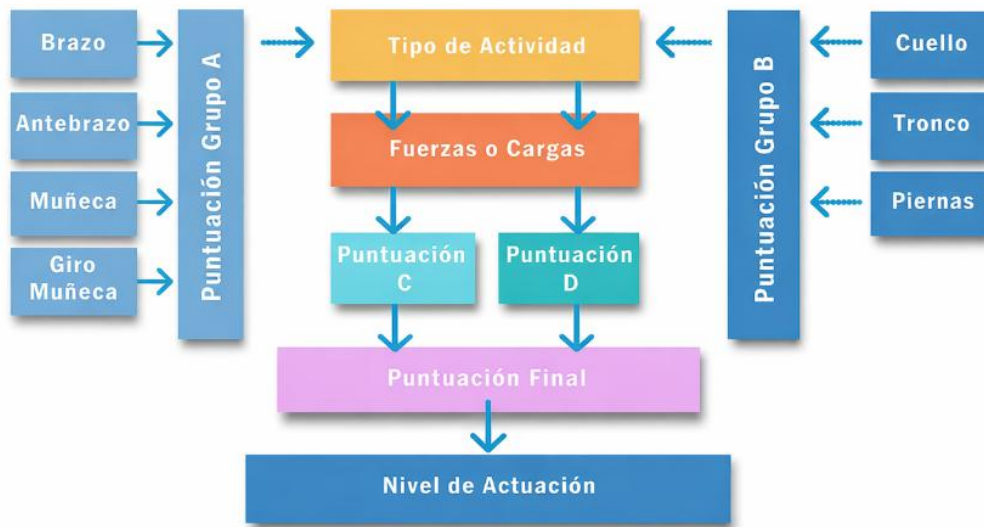 Brazo
Antebrazo
Muñeca
Giro
Muñeca
Puntuación Grupo A
Tipo de Actividad
Fuerzas o Cargas
Puntuación
C
Puntuación
D
Puntuación Final
Nivel de Actuación
Puntuación Grupo B
Cuello
Tronco
Piernas